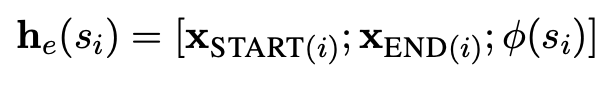 h_e(s_i) = [x_START(i); x_END(i); ϕ(s_i)]